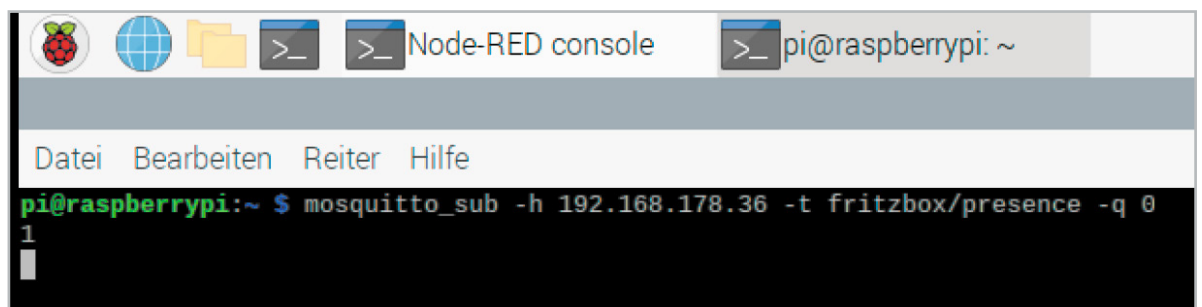 >_ >_ Node-RED console >_ pi@raspberrypi: ~
Datei Bearbeiten Reiter Hilfe
pi@raspberrypi:~ $ mosquitto_sub -h 192.168.178.36 -t fritzbox/presence -q 0
1